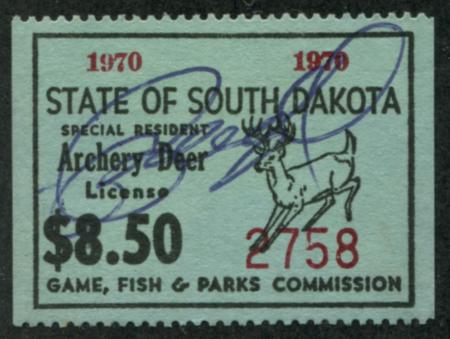 1970 1970
STATE OF SOUTH DAKOTA
SPECIAL RESIDENT
Archery Deer
License
$8.50
2758
GAME, FISH & PARKS COMMISSION